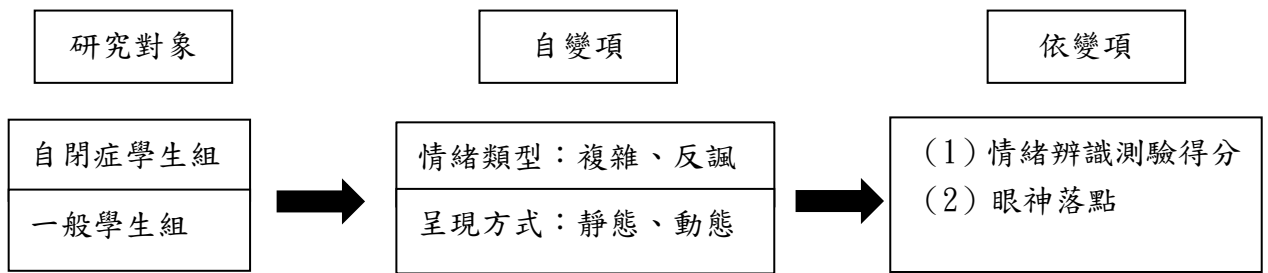 研究對象
自變項
依變項
自閉症學生組
一般學生組
情緒類型：複雜、反諷
呈現方式：靜態、動態
(1)情緒辨識測驗得分
(2)眼神落點